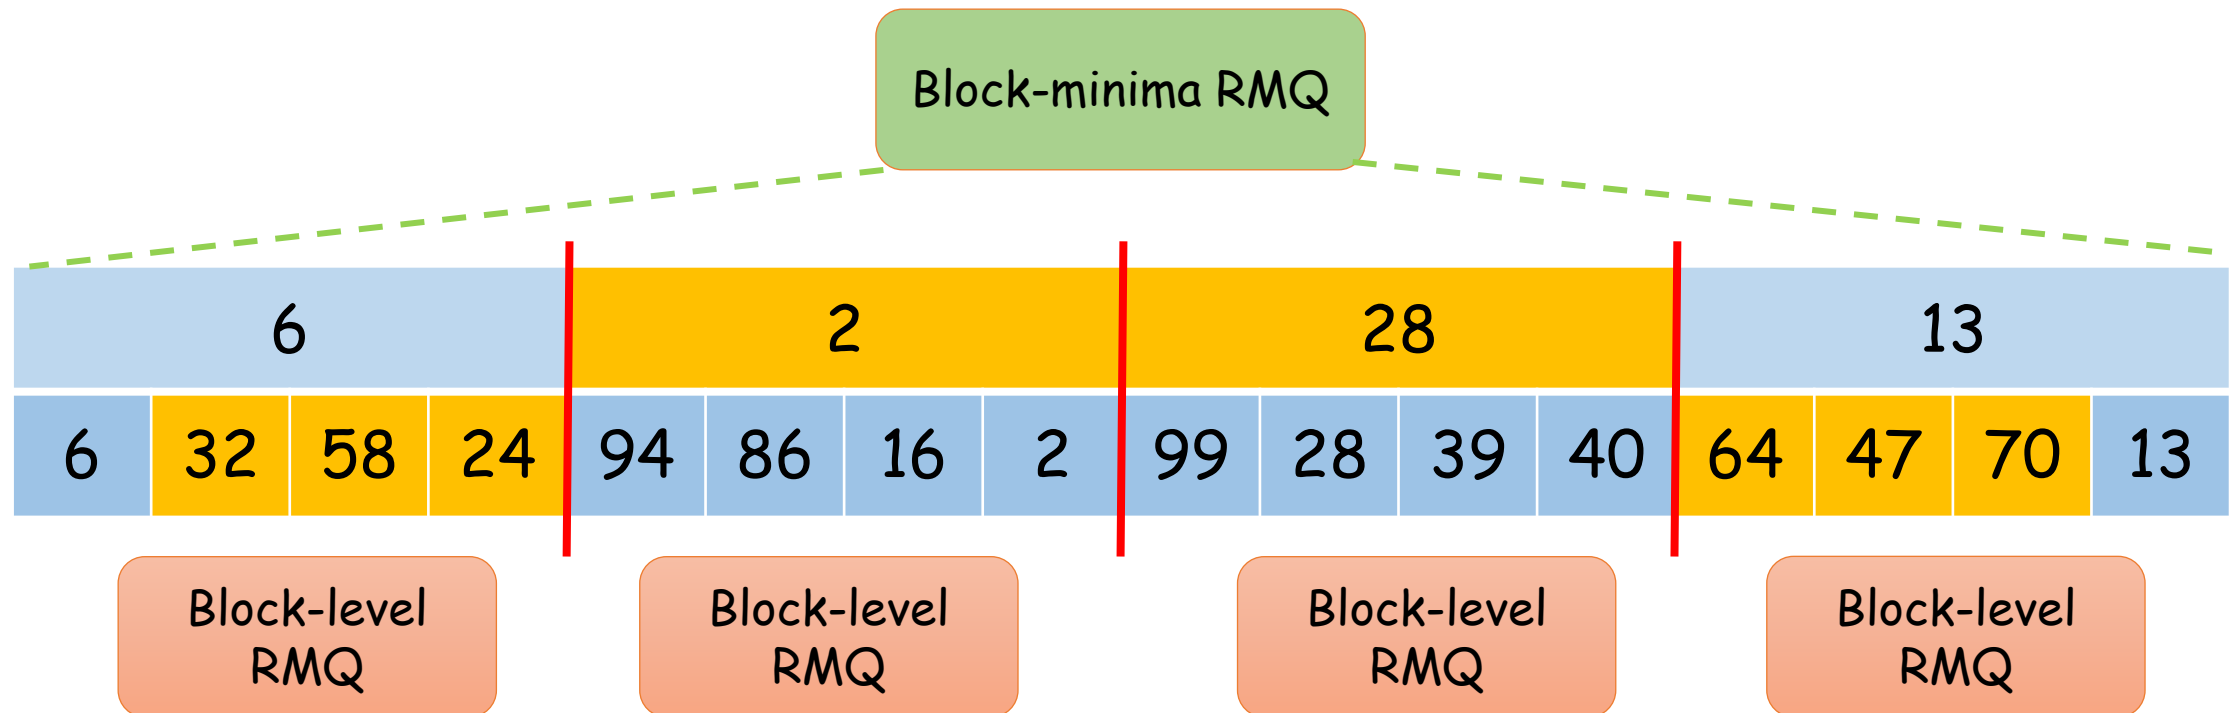 Block-minima RMQ
6 2 28 13
6 32 58 24 94 86 16 2 99 28 39 40 64 47 70 13
Block-level Block-level Block-level Block-level
RMQ RMQ RMQ RMQ